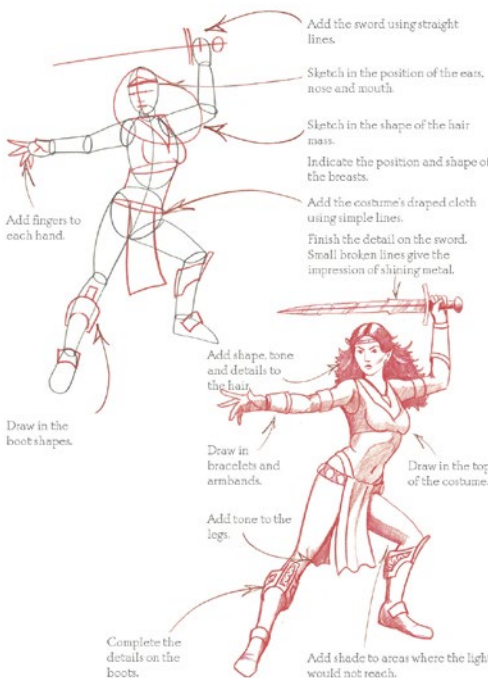 Add the sword using straight
lines.
Sketch in the position of the ears,
nose and mouth.
Sketch in the shape of the hair
mass.
Indicate the position and shape of
the breasts.
Add fingers to
each hand.
Add the costume's draped cloth
using simple lines.
Finish the detail on the sword.
Small broken lines give the
impression of shining metal.
Draw in the
boot shapes.
Add shape, tone
and details to
the hair.
Draw in
bracelets and
armbands.
Draw in the top
of the costume.
Add tone to the
legs.
Complete the
details on the
boots.
Add shade to areas where the light
would not reach.